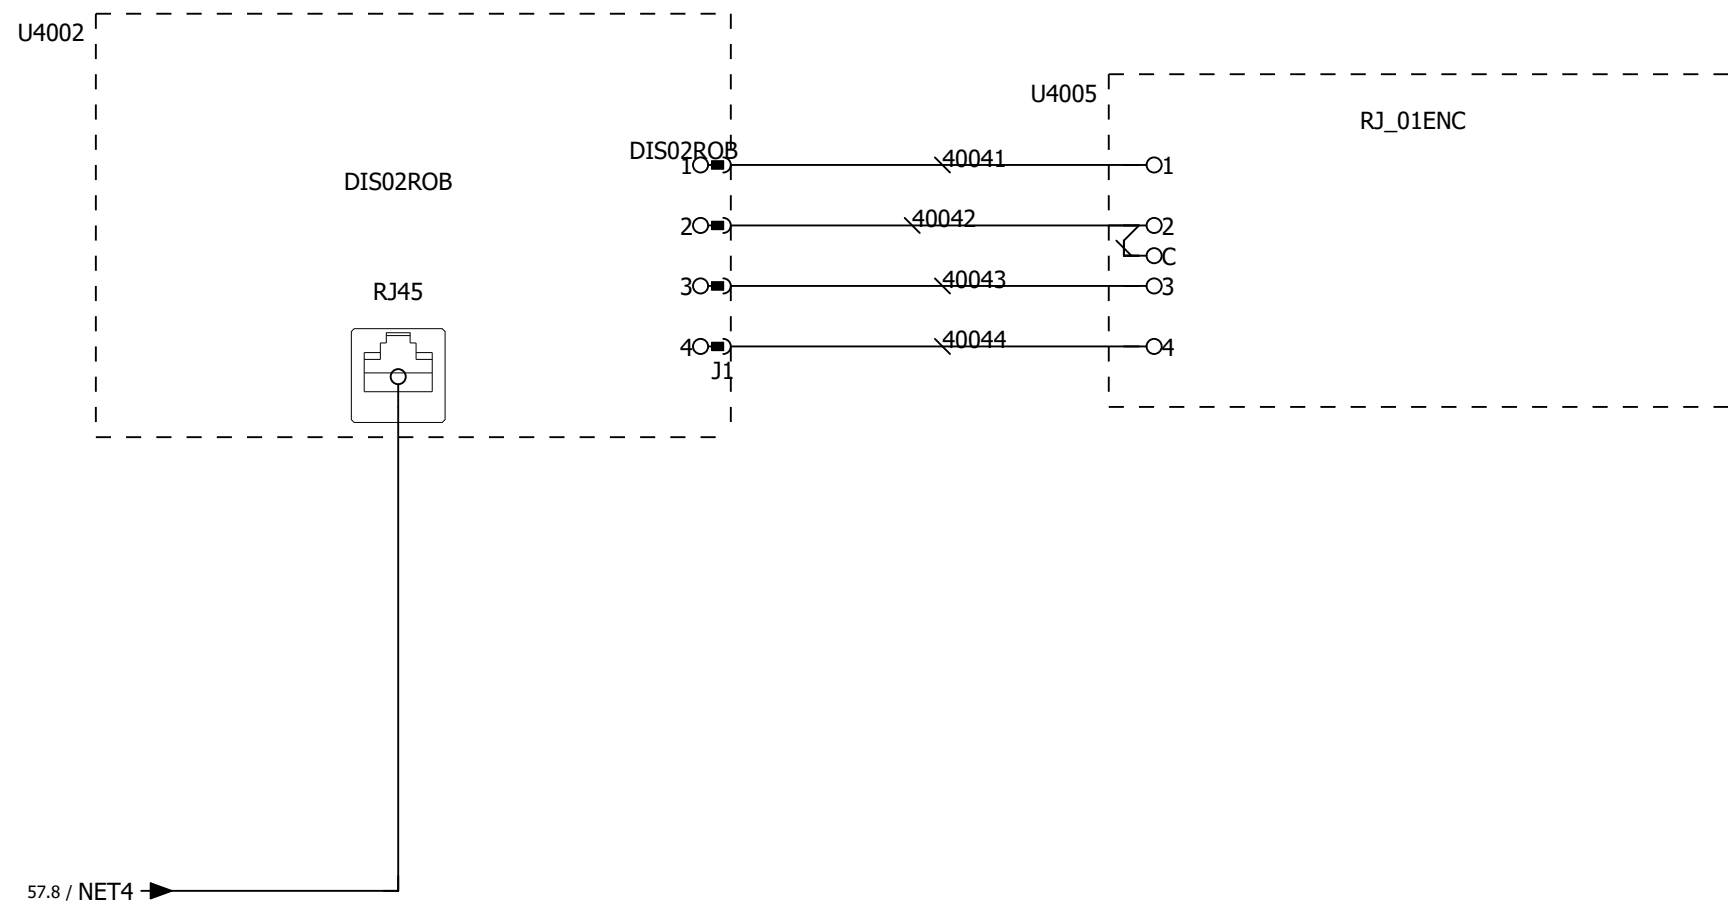 U4002
U4005
RJ_01ENC
DIS02ROB
DIS02ROB
1 40041 1
2 40042 2
C
RJ45
3 40043 3
4 40044 4
J1
57.8 / NET4